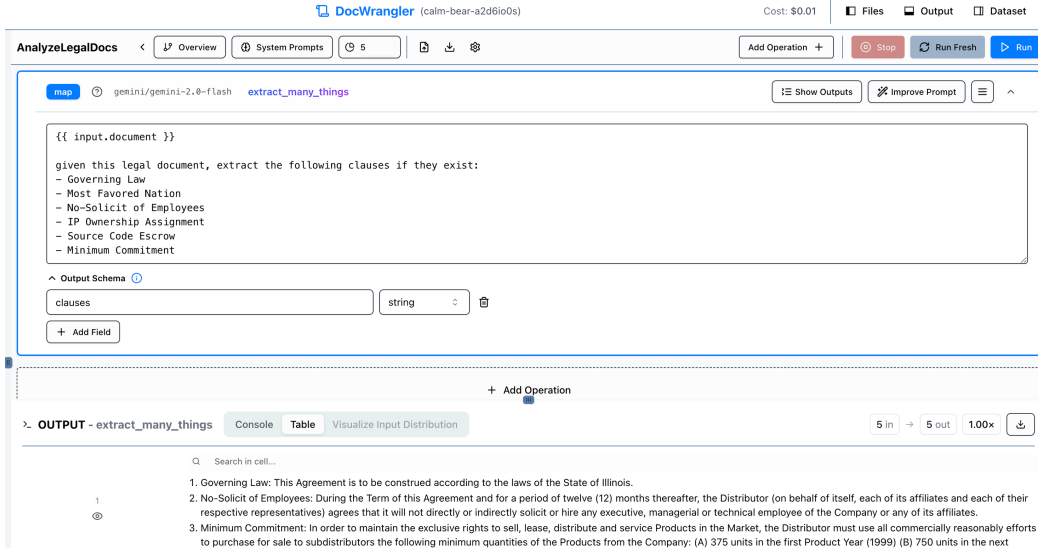 DocWrangler (calm-bear-a2d6io0s)
Cost: $0.01
Files
Output
Dataset
AnalyzeLegalDocs
Overview
System Prompts
5
Add Operation +
Stop
Run Fresh
Run
map
gemini/gemini-2.0-flash
extract_many_things
Show Outputs
Improve Prompt
{{ input.document }}
given this legal document, extract the following clauses if they exist:
- Governing Law
- Most Favored Nation
- No-Solicit of Employees
- IP Ownership Assignment
- Source Code Escrow
- Minimum Commitment
Output Schema
clauses
string
+ Add Field
+ Add Operation
OUTPUT - extract_many_things
Console
Table
Visualize Input Distribution
5 in → 5 out
1.00×
Search in cell...
1
1. Governing Law: This Agreement is to be construed according to the laws of the State of Illinois.
2. No-Solicit of Employees: During the Term of this Agreement and for a period of twelve (12) months thereafter, the Distributor (on behalf of itself, each of its affiliates and each of their
respective representatives) agrees that it will not directly or indirectly solicit or hire any executive, managerial or technical employee of the Company or any of its affiliates.
3. Minimum Commitment: In order to maintain the exclusive rights to sell, lease, distribute and service Products in the Market, the Distributor must use all commercially reasonably efforts
to purchase for sale to subdistributors the following minimum quantities of the Products from the Company: (A) 375 units in the first Product Year (1999) (B) 750 units in the next